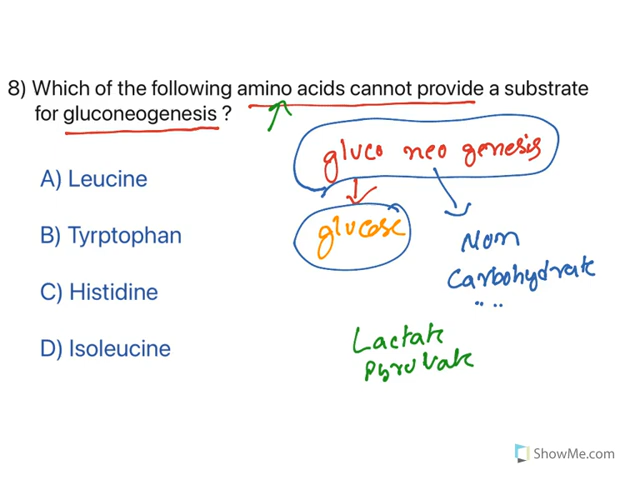 8) Which of the following amino acids cannot provide a substrate
for gluconeogenesis ?
gluco neo genesis
A) Leucine
glucose
B) Tyrptophan
Non
Carbohydrate
C) Histidine
Lactate
D) Isoleucine
Pyruvate
ShowMe.com